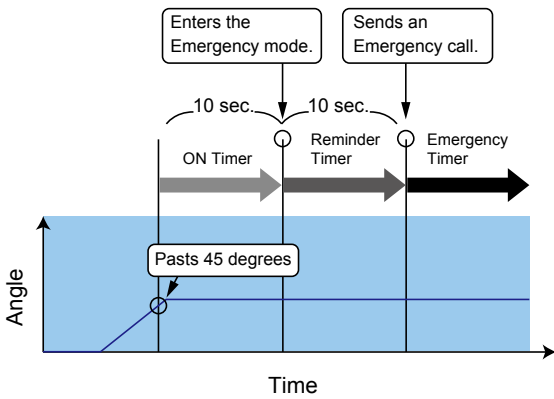 Enters the
Emergency mode.
Sends an
Emergency call.
10 sec.
10 sec.
ON Timer
Reminder
Timer
Emergency
Timer
Pasts 45 degrees
Angle
Time